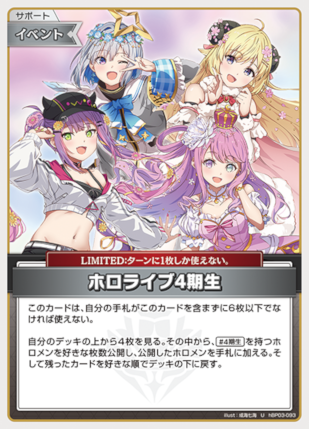 サポート
イベント
LIMITED:ターンに1枚しか使えない。
ホロライブ4期生
このカードは、自分の手札がこのカードを含まずに6枚以下でな
ければ使えない。
自分のデッキの上から4枚を見る。その中から、#4期生を持つホ
ロメンを好きな枚数公開し、公開したホロメンを手札に加える。そ
して残ったカードを好きな順でデッキの下に戻す。
U hBP03-093